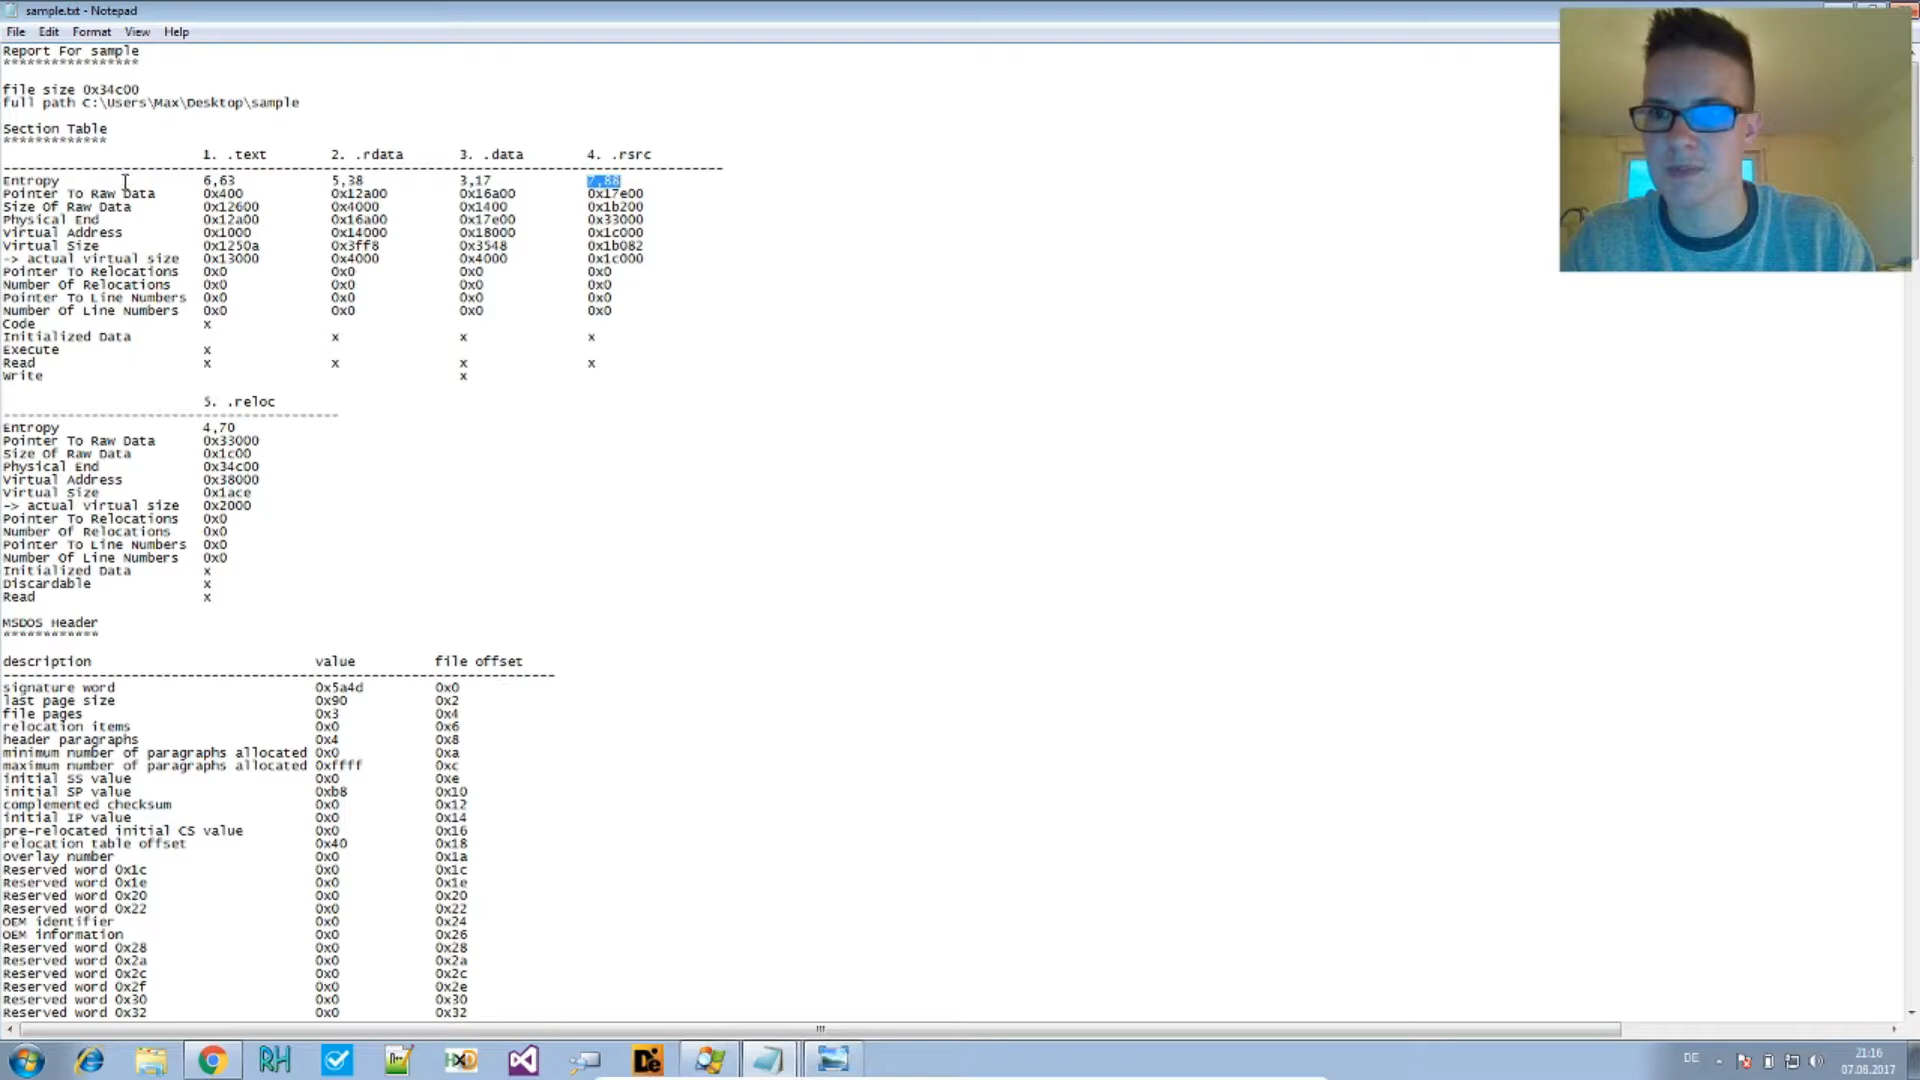 sample.txt - Notepad
File Edit Format View Help
Report For sample
*****************
file size 0x34c00
full path C:\Users\Max\Desktop\sample
Section Table
*************
1. .text 2. .rdata 3. .data 4. .rsrc
Entropy 6,63 5,38 3,17 7,88
Pointer To Raw Data 0x400 0x12a00 0x16a00 0x17e00
Size Of Raw Data 0x12600 0x4000 0x1400 0x1b200
Physical End 0x12a00 0x16a00 0x17e00 0x33000
Virtual Address 0x1000 0x14000 0x18000 0x1c000
Virtual Size 0x1250a 0x3ff8 0x3548 0x1b082
-> actual virtual size 0x13000 0x4000 0x4000 0x1c000
Pointer To Relocations 0x0 0x0 0x0 0x0
Number Of Relocations 0x0 0x0 0x0 0x0
Pointer To Line Numbers 0x0 0x0 0x0 0x0
Number Of Line Numbers 0x0 0x0 0x0 0x0
Code x
Initialized Data x x x
Execute x
Read x x x x
Write x
5. .reloc
Entropy 4,70
Pointer To Raw Data 0x33000
Size Of Raw Data 0x1c00
Physical End 0x34c00
Virtual Address 0x38000
Virtual Size 0x1ace
-> actual virtual size 0x2000
Pointer To Relocations 0x0
Number Of Relocations 0x0
Pointer To Line Numbers 0x0
Number Of Line Numbers 0x0
Initialized Data x
Discardable x
Read x
MSDOS Header
************
description value file offset
signature word 0x5a4d 0x0
last page size 0x90 0x2
file pages 0x3 0x4
relocation items 0x0 0x6
header paragraphs 0x4 0x8
minimum number of paragraphs allocated 0x0 0xa
maximum number of paragraphs allocated 0xffff 0xc
initial SS value 0x0 0xe
initial SP value 0xb8 0x10
complemented checksum 0x0 0x12
initial IP value 0x0 0x14
pre-relocated initial CS value 0x0 0x16
relocation table offset 0x40 0x18
overlay number 0x0 0x1a
Reserved word 0x1c 0x0 0x1c
Reserved word 0x1e 0x0 0x1e
Reserved word 0x20 0x0 0x20
Reserved word 0x22 0x0 0x22
OEM identifier 0x0 0x24
OEM information 0x0 0x26
Reserved word 0x28 0x0 0x28
Reserved word 0x2a 0x0 0x2a
Reserved word 0x2c 0x0 0x2c
Reserved word 0x2f 0x0 0x2e
Reserved word 0x30 0x0 0x30
Reserved word 0x32 0x0 0x32
RH HXD De DE 21:16
07.08.2017